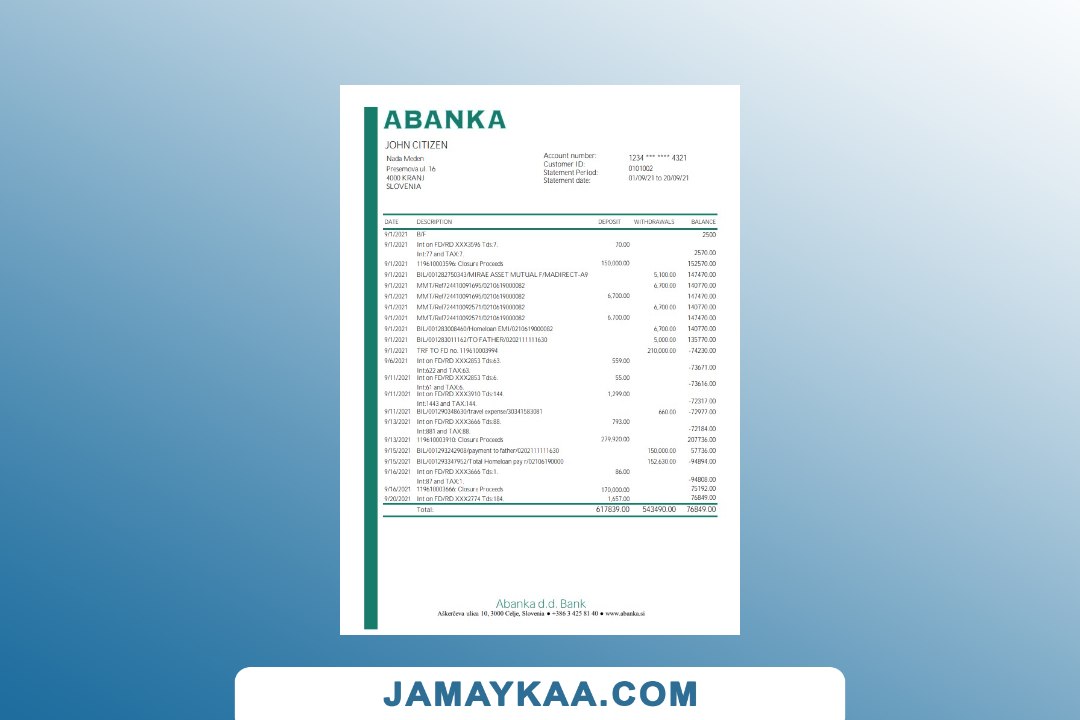 ABANKA
JOHN CITIZEN
Nada Meden
Presernova ul. 16
4000 KRANJ
SLOVENIA
Account number: 1234 *** **** 4321
Customer ID: 0101002
Statement Period: 01/09/21 to 20/09/21
Statement date:
DATE DESCRIPTION DEPOSIT WITHDRAWALS BALANCE
9/1/2021 B/F 2500
9/1/2021 Int on FD/RD XXX3596 Tds:7. 70.00
Int:77 and TAX:7. 2570.00
9/1/2021 119610003596: Closure Proceeds 150,000.00 152570.00
9/1/2021 BIL/001282750343/MIRAE ASSET MUTUAL F/MADIRECT-A9 5,100.00 147470.00
9/1/2021 MMT/Ref724410091695/0210619000082 6,700.00 140770.00
9/1/2021 MMT/Ref724410091695/0210619000082 6,700.00 147470.00
9/1/2021 MMT/Ref724410092571/0210619000082 6,700.00 140770.00
9/1/2021 MMT/Ref724410092571/0210619000082 6,700.00 147470.00
9/1/2021 BIL/001283008460/Homeloan EMI/0210619000082 6,700.00 140770.00
9/1/2021 BIL/001283011162/TO FATHER/0202111111630 5,000.00 135770.00
9/1/2021 TRF TO FD no. 119610003994 210,000.00 -74230.00
9/6/2021 Int on FD/RD XXX2853 Tds:63. 559.00
Int:622 and TAX:63. -73671.00
9/11/2021 Int on FD/RD XXX2853 Tds:6. 55.00
Int:61 and TAX:6. -73616.00
9/11/2021 Int on FD/RD XXX3910 Tds:144 1,299.00
Int:1443 and TAX:144. -72317.00
9/11/2021 BIL/001290348630/travel expense/30341583081 660.00 -72977.00
9/13/2021 Int on FD/RD XXX3666 Tds:88. 793.00
Int:881 and TAX:88. -72184.00
9/13/2021 119610003910: Closure Proceeds 279,920.00 207736.00
9/15/2021 BIL/001293242908/payment to father/0202111111630 150,000.00 57736.00
9/15/2021 BIL/001293347952/Total Homeloan pay r/02106190000 152,630.00 -94894.00
9/16/2021 Int on FD/RD XXX3666 Tds:1. 86.00
Int:87 and TAX:1. -94808.00
9/16/2021 119610003666: Closure Proceeds 170,000.00 75192.00
9/20/2021 Int on FD/RD XXX2774 Tds:184. 1,657.00 76849.00
Total: 617839.00 543490.00 76849.00
Abanka d.d. Bank
Aškerčeva ulica 10, 3000 Celje, Slovenia ● +386 3 425 81 40 ● www.abanka.si
JAMAYKAA.COM